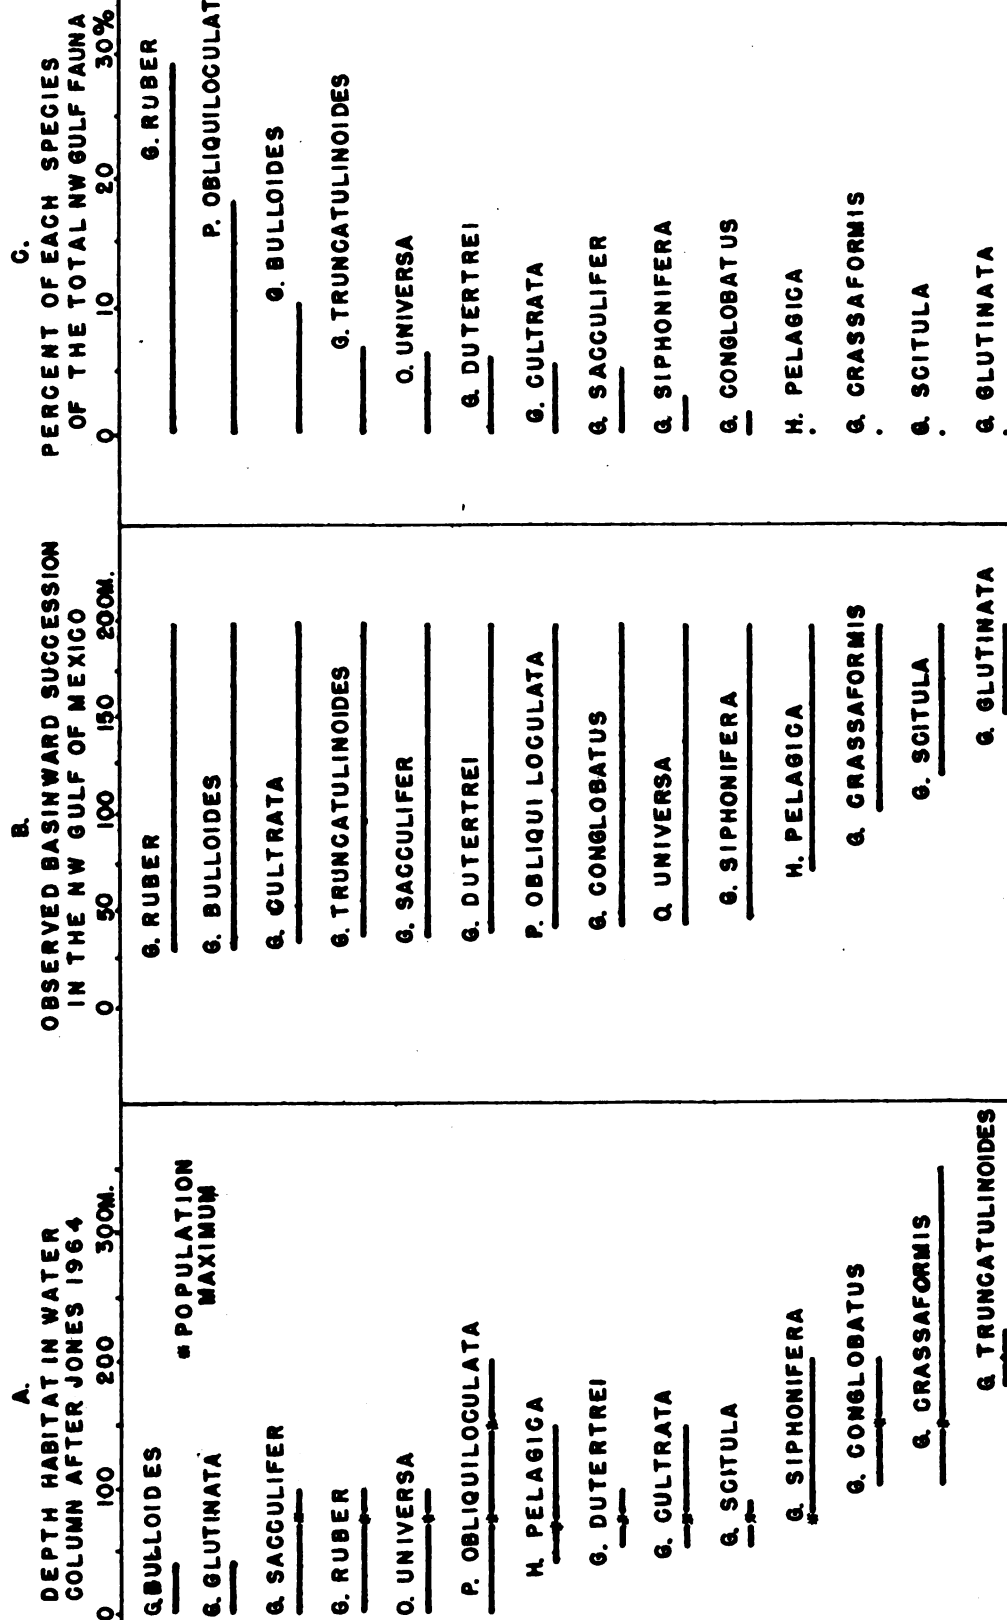 A.
DEPTH HABITAT IN WATER
COLUMN AFTER JONES 1964
0 100 200 300M.
G.BULLOIDES
* POPULATION
MAXIMUM
G. GLUTINATA
G. SACCULIFER
G. RUBER
O. UNIVERSA
P. OBLIQUILOCULATA
H. PELAGICA
G. DUTERTREI
G. CULTRATA
G. SCITULA
G. SIPHONIFERA
G. CONGLOBATUS
G. CRASSAFORMIS
G. TRUNCATULINOIDES
B.
OBSERVED BASINWARD SUCCESSION
IN THE NW GULF OF MEXICO
0 50 100 150 200M.
G. RUBER
G. BULLOIDES
G. CULTRATA
G. TRUNCATULINOIDES
G. SACCULIFER
G. DUTERTREI
P. OBLIQUI LOCULATA
G. CONGLOBATUS
O. UNIVERSA
G. SIPHONIFERA
H. PELAGICA
G. CRASSAFORMIS
G. SCITULA
G. GLUTINATA
C.
PERCENT OF EACH SPECIES
OF THE TOTAL NW GULF FAUNA
0 10 20 30%
G. RUBER
P. OBLIQUILOCULAT
G. BULLOIDES
G. TRUNCATULINOIDES
O. UNIVERSA
G. DUTERTREI
G. CULTRATA
G. SACCULIFER
G. SIPHONIFERA
G. CONGLOBATUS
H. PELAGICA
G. CRASSAFORMIS
G. SCITULA
G. GLUTINATA